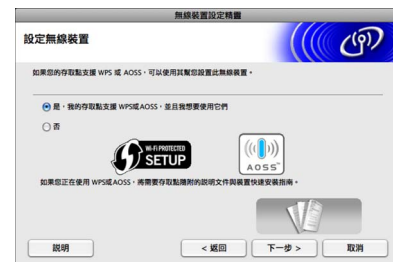 無線裝置設定精靈
設定無線裝置
如果您的存取點支援 WPS 或 AOSS，可以使用其幫您設置此無線裝置。
是，我的存取點支援 WPS或AOSS，並且我想要使用它們
否
Wi-Fi PROTECTED
SETUP
AOSS™
如果您正在使用 WPS或AOSS，將需要存取點隨附的說明文件與裝置快速安裝指南。
說明
< 返回
下一步 >
取消